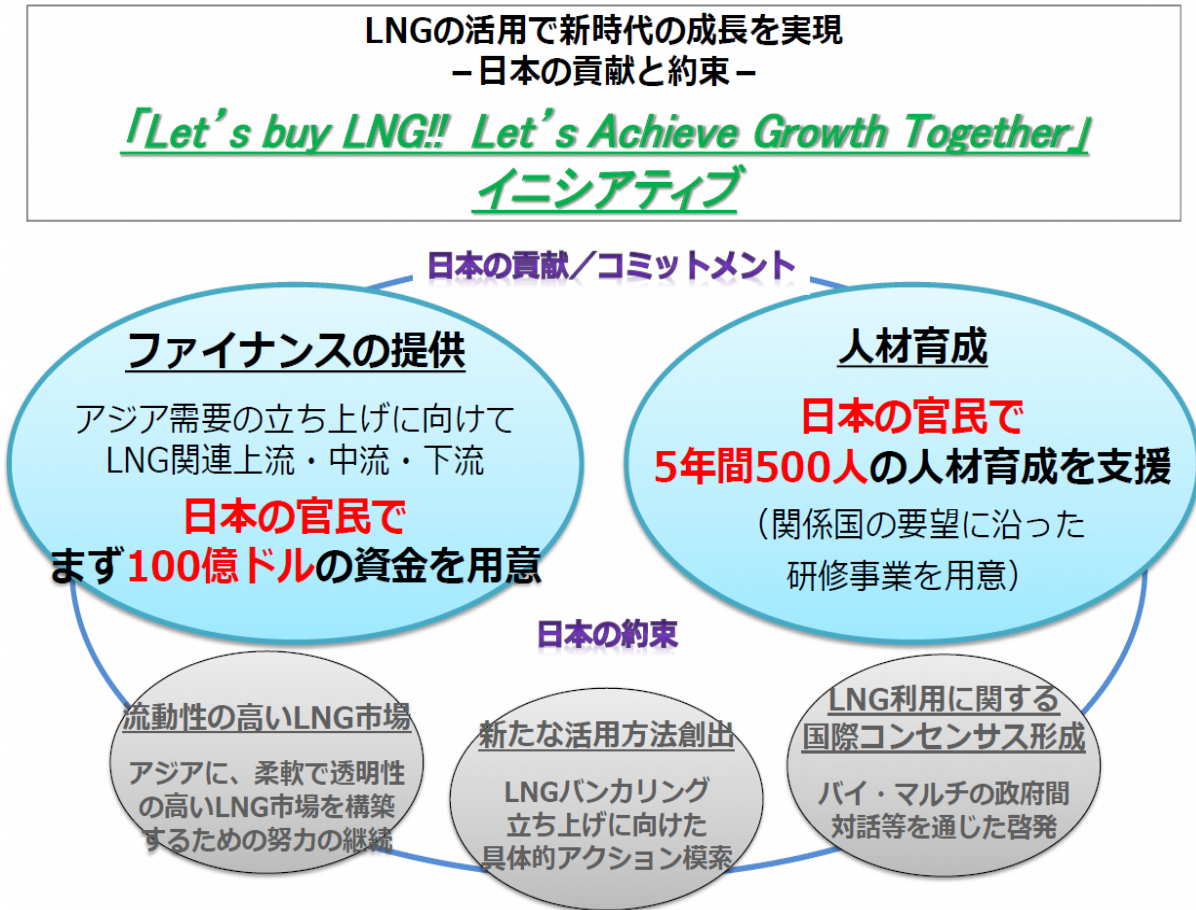 LNGの活用で新時代の成長を実現
－日本の貢献と約束－
「Let’s buy LNG!! Let’s Achieve Growth Together」
イニシアティブ
日本の貢献／コミットメント
ファイナンスの提供
アジア需要の立ち上げに向けて
LNG関連上流・中流・下流
日本の官民で
まず100億ドルの資金を用意
人材育成
日本の官民で
5年間500人の人材育成を支援
（関係国の要望に沿った
研修事業を用意）
日本の約束
流動性の高いLNG市場
アジアに、柔軟で透明性
の高いLNG市場を構築
するための努力の継続
新たな活用方法創出
LNGバンカリング
立ち上げに向けた
具体的アクション模索
LNG利用に関する
国際コンセンサス形成
バイ・マルチの政府間
対話等を通じた啓発